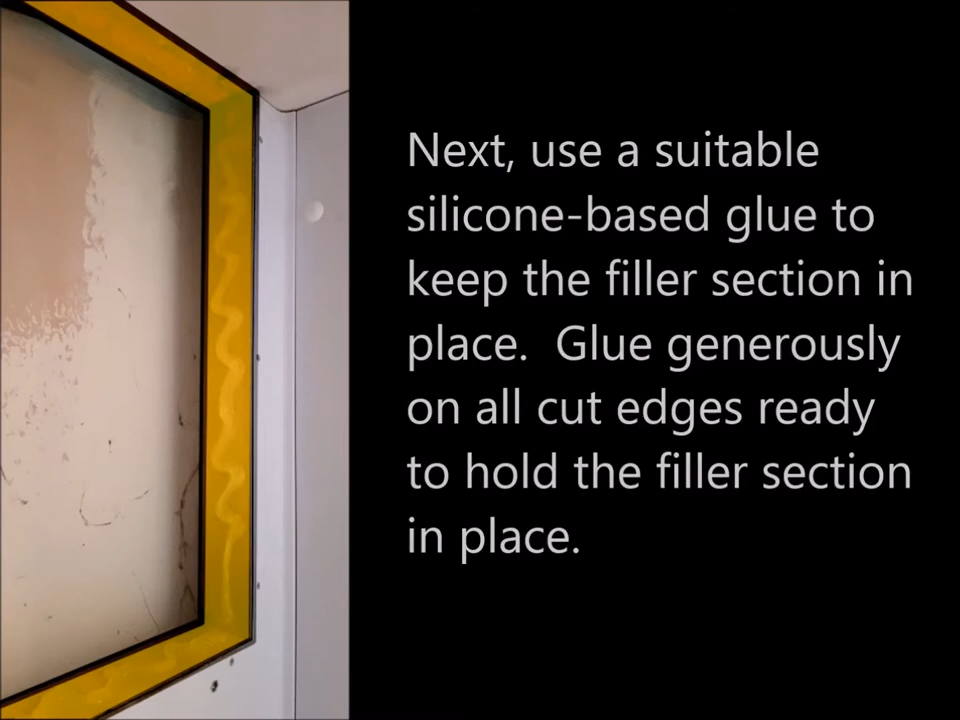 Next, use a suitable
silicone-based glue to
keep the filler section in
place.  Glue generously
on all cut edges ready
to hold the filler section
in place.